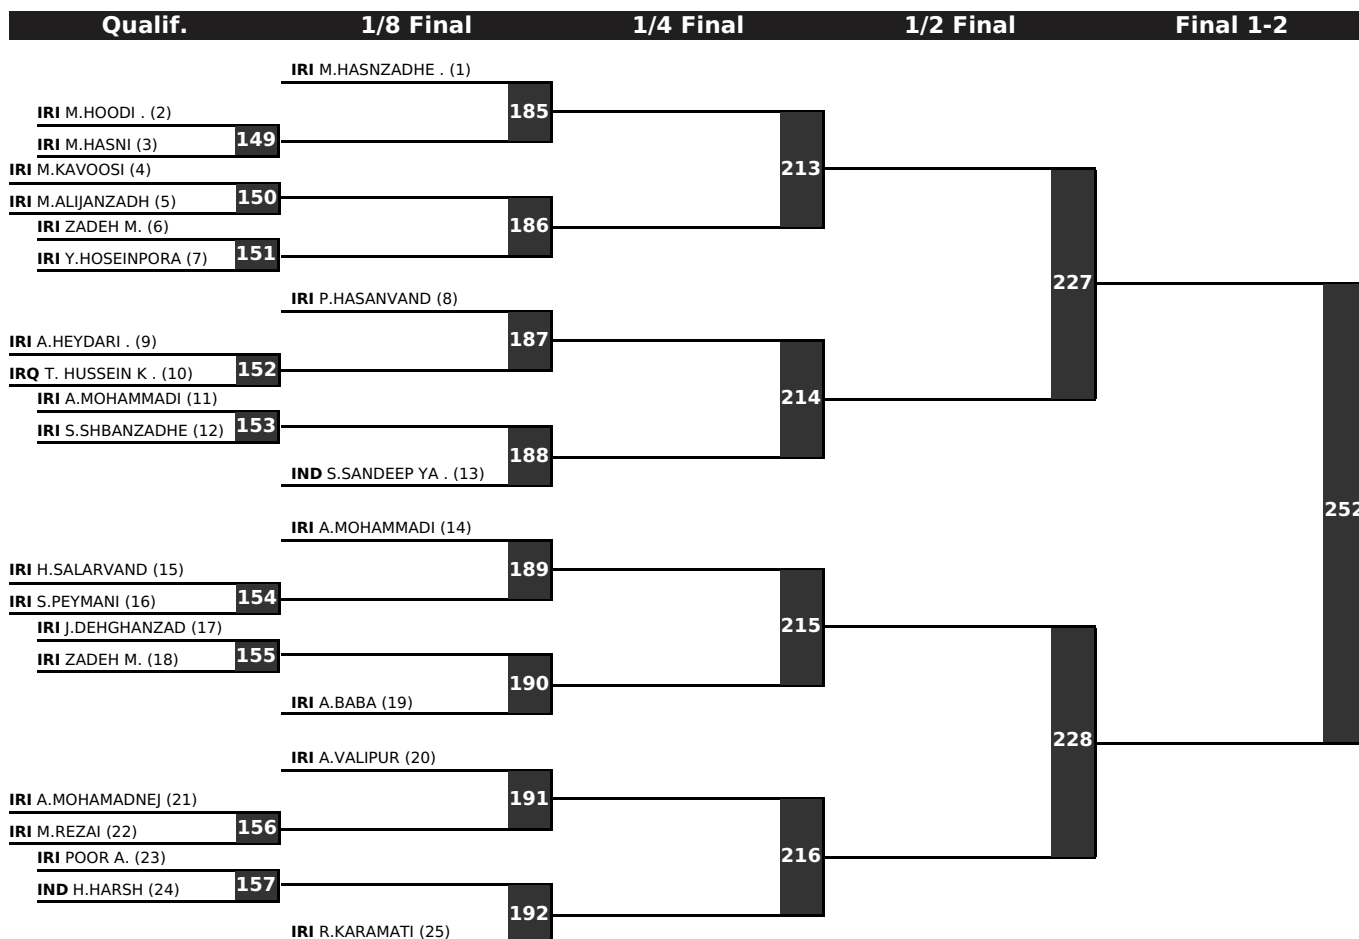 Qualif. 1/8 Final 1/4 Final 1/2 Final Final 1-2
IRI M.HASNZADHE . (1)
185
IRI M.HOODI . (2)
149
IRI M.HASNI (3)
213
IRI M.KAVOOSI (4)
150
IRI M.ALIJANZADH (5)
186
IRI ZADEH M. (6)
151
IRI Y.HOSEINPORA (7)
227
IRI P.HASANVAND (8)
187
IRI A.HEYDARI . (9)
152
IRQ T. HUSSEIN K . (10)
214
IRI A.MOHAMMADI (11)
153
IRI S.SHBANZADHE (12)
188
IND S.SANDEEP YA . (13)
252
IRI A.MOHAMMADI (14)
189
IRI H.SALARVAND (15)
154
IRI S.PEYMANI (16)
215
IRI J.DEHGHANZAD (17)
155
IRI ZADEH M. (18)
190
IRI A.BABA (19)
228
IRI A.VALIPUR (20)
191
IRI A.MOHAMADNEJ (21)
156
IRI M.REZAI (22)
216
IRI POOR A. (23)
157
IND H.HARSH (24)
192
IRI R.KARAMATI (25)